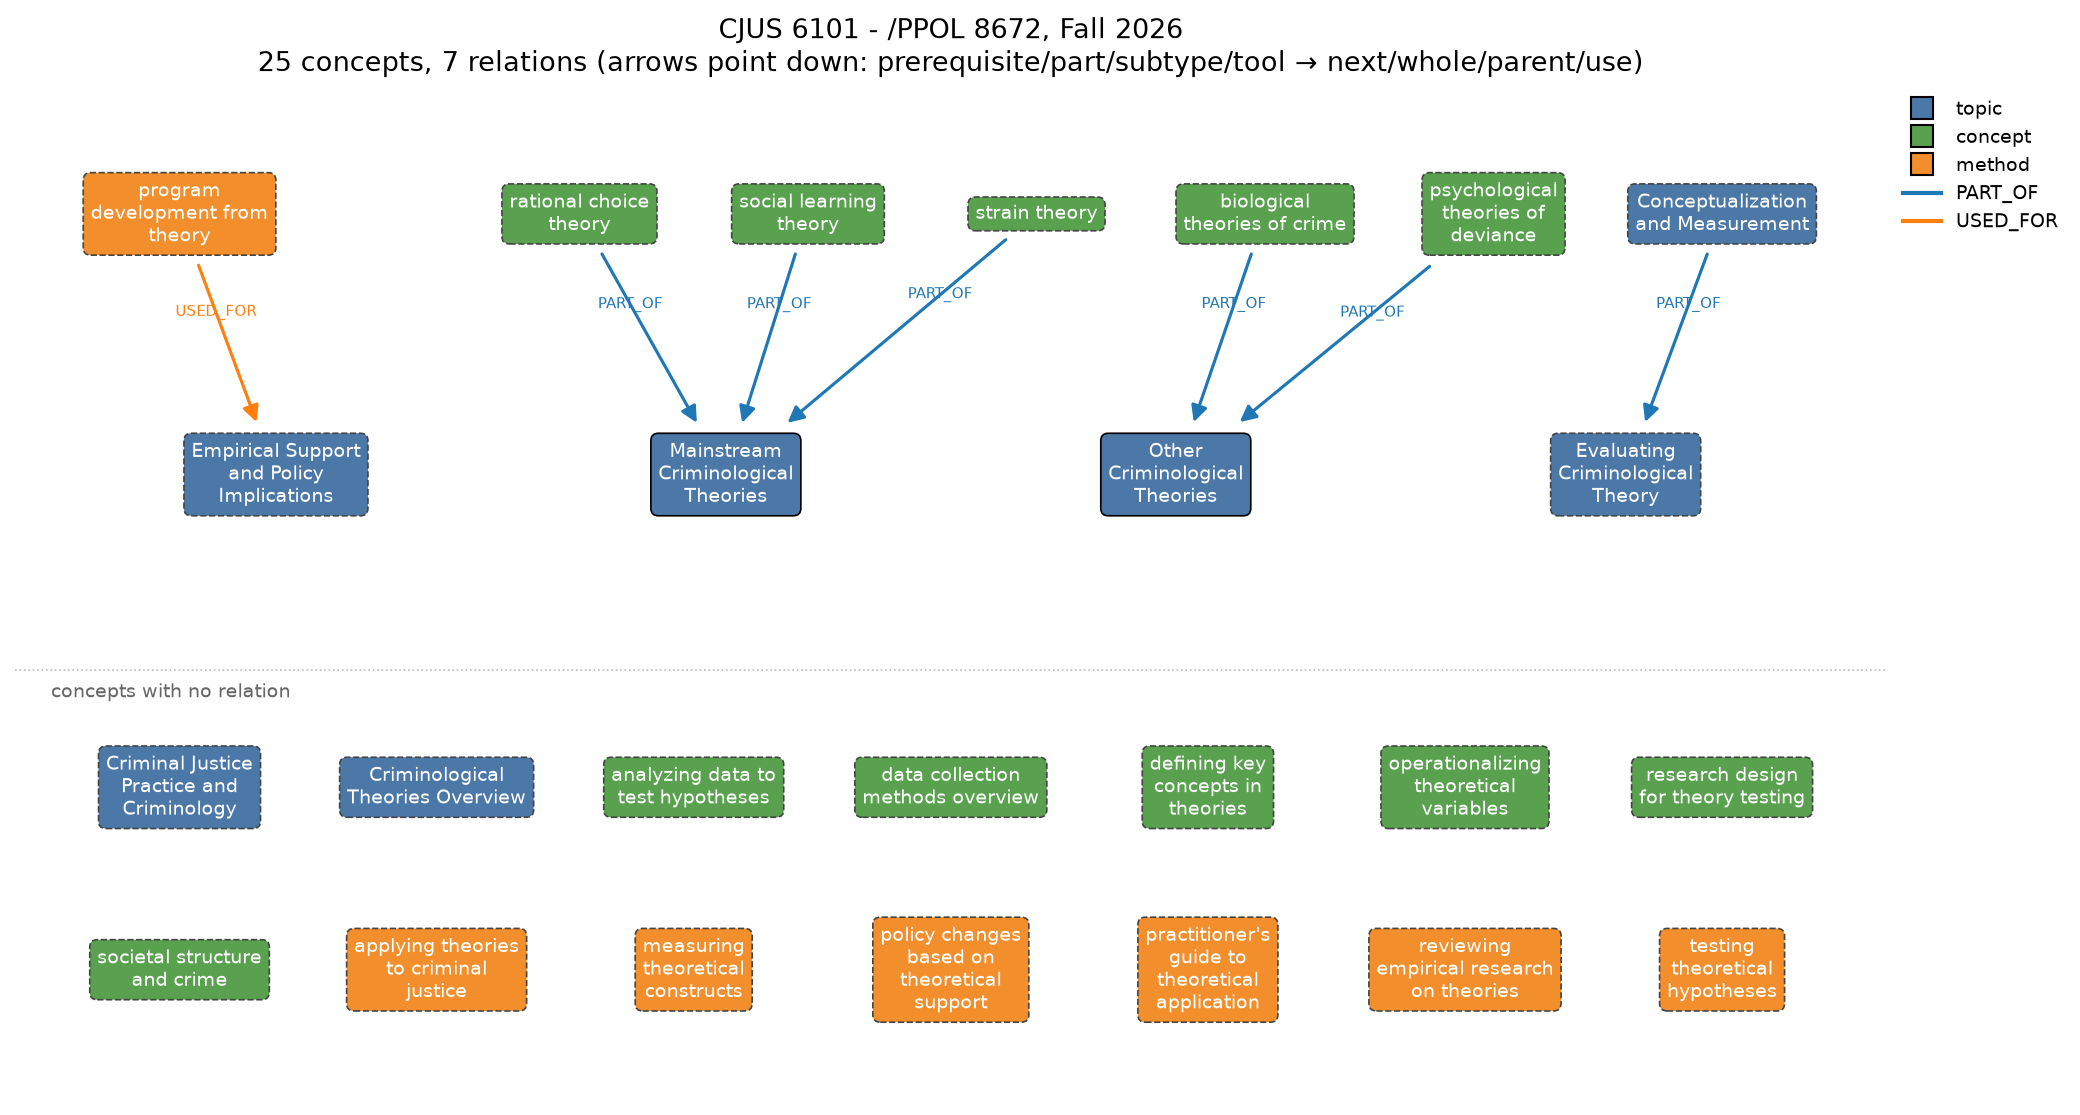 CJUS 6101 - /PPOL 8672, Fall 2026
25 concepts, 7 relations (arrows point down: prerequisite/part/subtype/tool → next/whole/parent/use)
topic
concept
method
PART_OF
USED_FOR
program
development from
theory
rational choice
theory
social learning
theory
strain theory
biological
theories of crime
psychological
theories of
deviance
Conceptualization
and Measurement
USED_FOR
PART_OF
PART_OF
PART_OF
PART_OF
PART_OF
PART_OF
Empirical Support
and Policy
Implications
Mainstream
Criminological
Theories
Other
Criminological
Theories
Evaluating
Criminological
Theory
concepts with no relation
Criminal Justice
Practice and
Criminology
Criminological
Theories Overview
analyzing data to
test hypotheses
data collection
methods overview
defining key
concepts in
theories
operationalizing
theoretical
variables
research design
for theory testing
societal structure
and crime
applying theories
to criminal
justice
measuring
theoretical
constructs
policy changes
based on
theoretical
support
practitioner's
guide to
theoretical
application
reviewing
empirical research
on theories
testing
theoretical
hypotheses